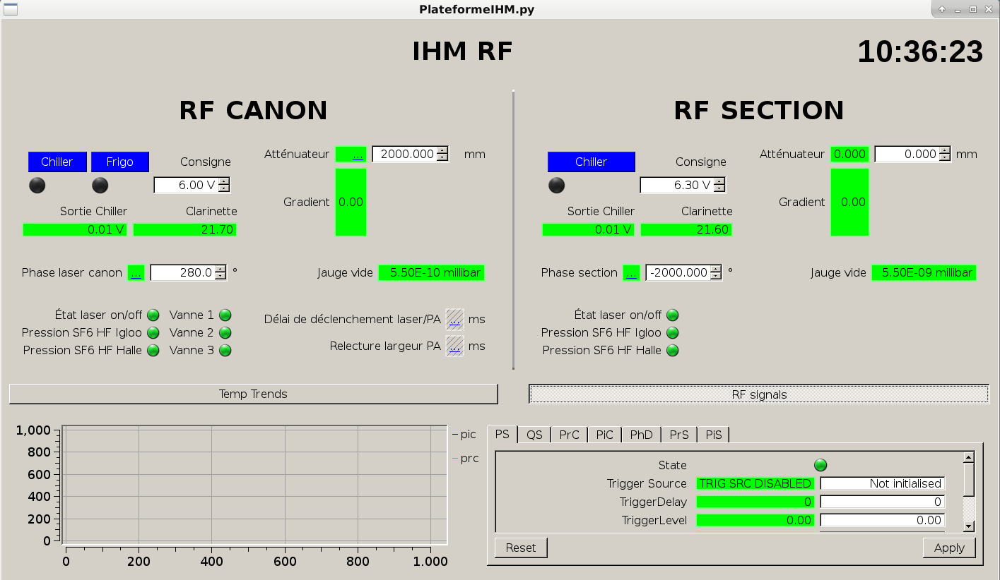 PlateformeIHM.py
IHM RF
10:36:23
RF CANON
Chiller Frigo Consigne
6.00 V
Sortie Chiller Clarinette
0.01 V 21.70
Atténuateur ... 2000.000 mm
Gradient 0.00
Phase laser canon ... 280.0 °
Jauge vide 5.50E-10 millibar
État laser on/off Vanne 1
Pression SF6 HF Igloo Vanne 2
Pression SF6 HF Halle Vanne 3
Délai de déclenchement laser/PA ... ms
Relecture largeur PA ... ms
RF SECTION
Chiller Consigne
6.30 V
Sortie Chiller Clarinette
0.01 V 21.60
Atténuateur 0.000 0.000 mm
Gradient 0.00
Phase section ... -2000.000 °
Jauge vide 5.50E-09 millibar
État laser on/off
Pression SF6 HF Igloo
Pression SF6 HF Halle
Temp Trends
RF signals
1,000
800
600
400
200
0
0 200 400 600 800 1.000
pic
prc
PS QS PrC PiC PhD PrS PiS
State
Trigger Source TRIG SRC DISABLED Not initialised
TriggerDelay 0 0
TriggerLevel 0.00 0.00
Reset Apply